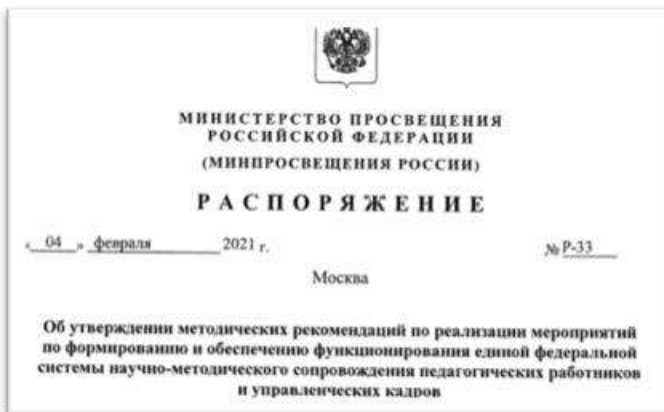 МИНИСТЕРСТВО ПРОСВЕЩЕНИЯ
РОССИЙСКОЙ ФЕДЕРАЦИИ
(МИНПРОСВЕЩЕНИЯ РОССИИ)
РАСПОРЯЖЕНИЕ
« 04 » февраля 2021 г. № Р-33
Москва
Об утверждении методических рекомендаций по реализации мероприятий
по формированию и обеспечению функционирования единой федеральной
системы научно-методического сопровождения педагогических работников
и управленческих кадров